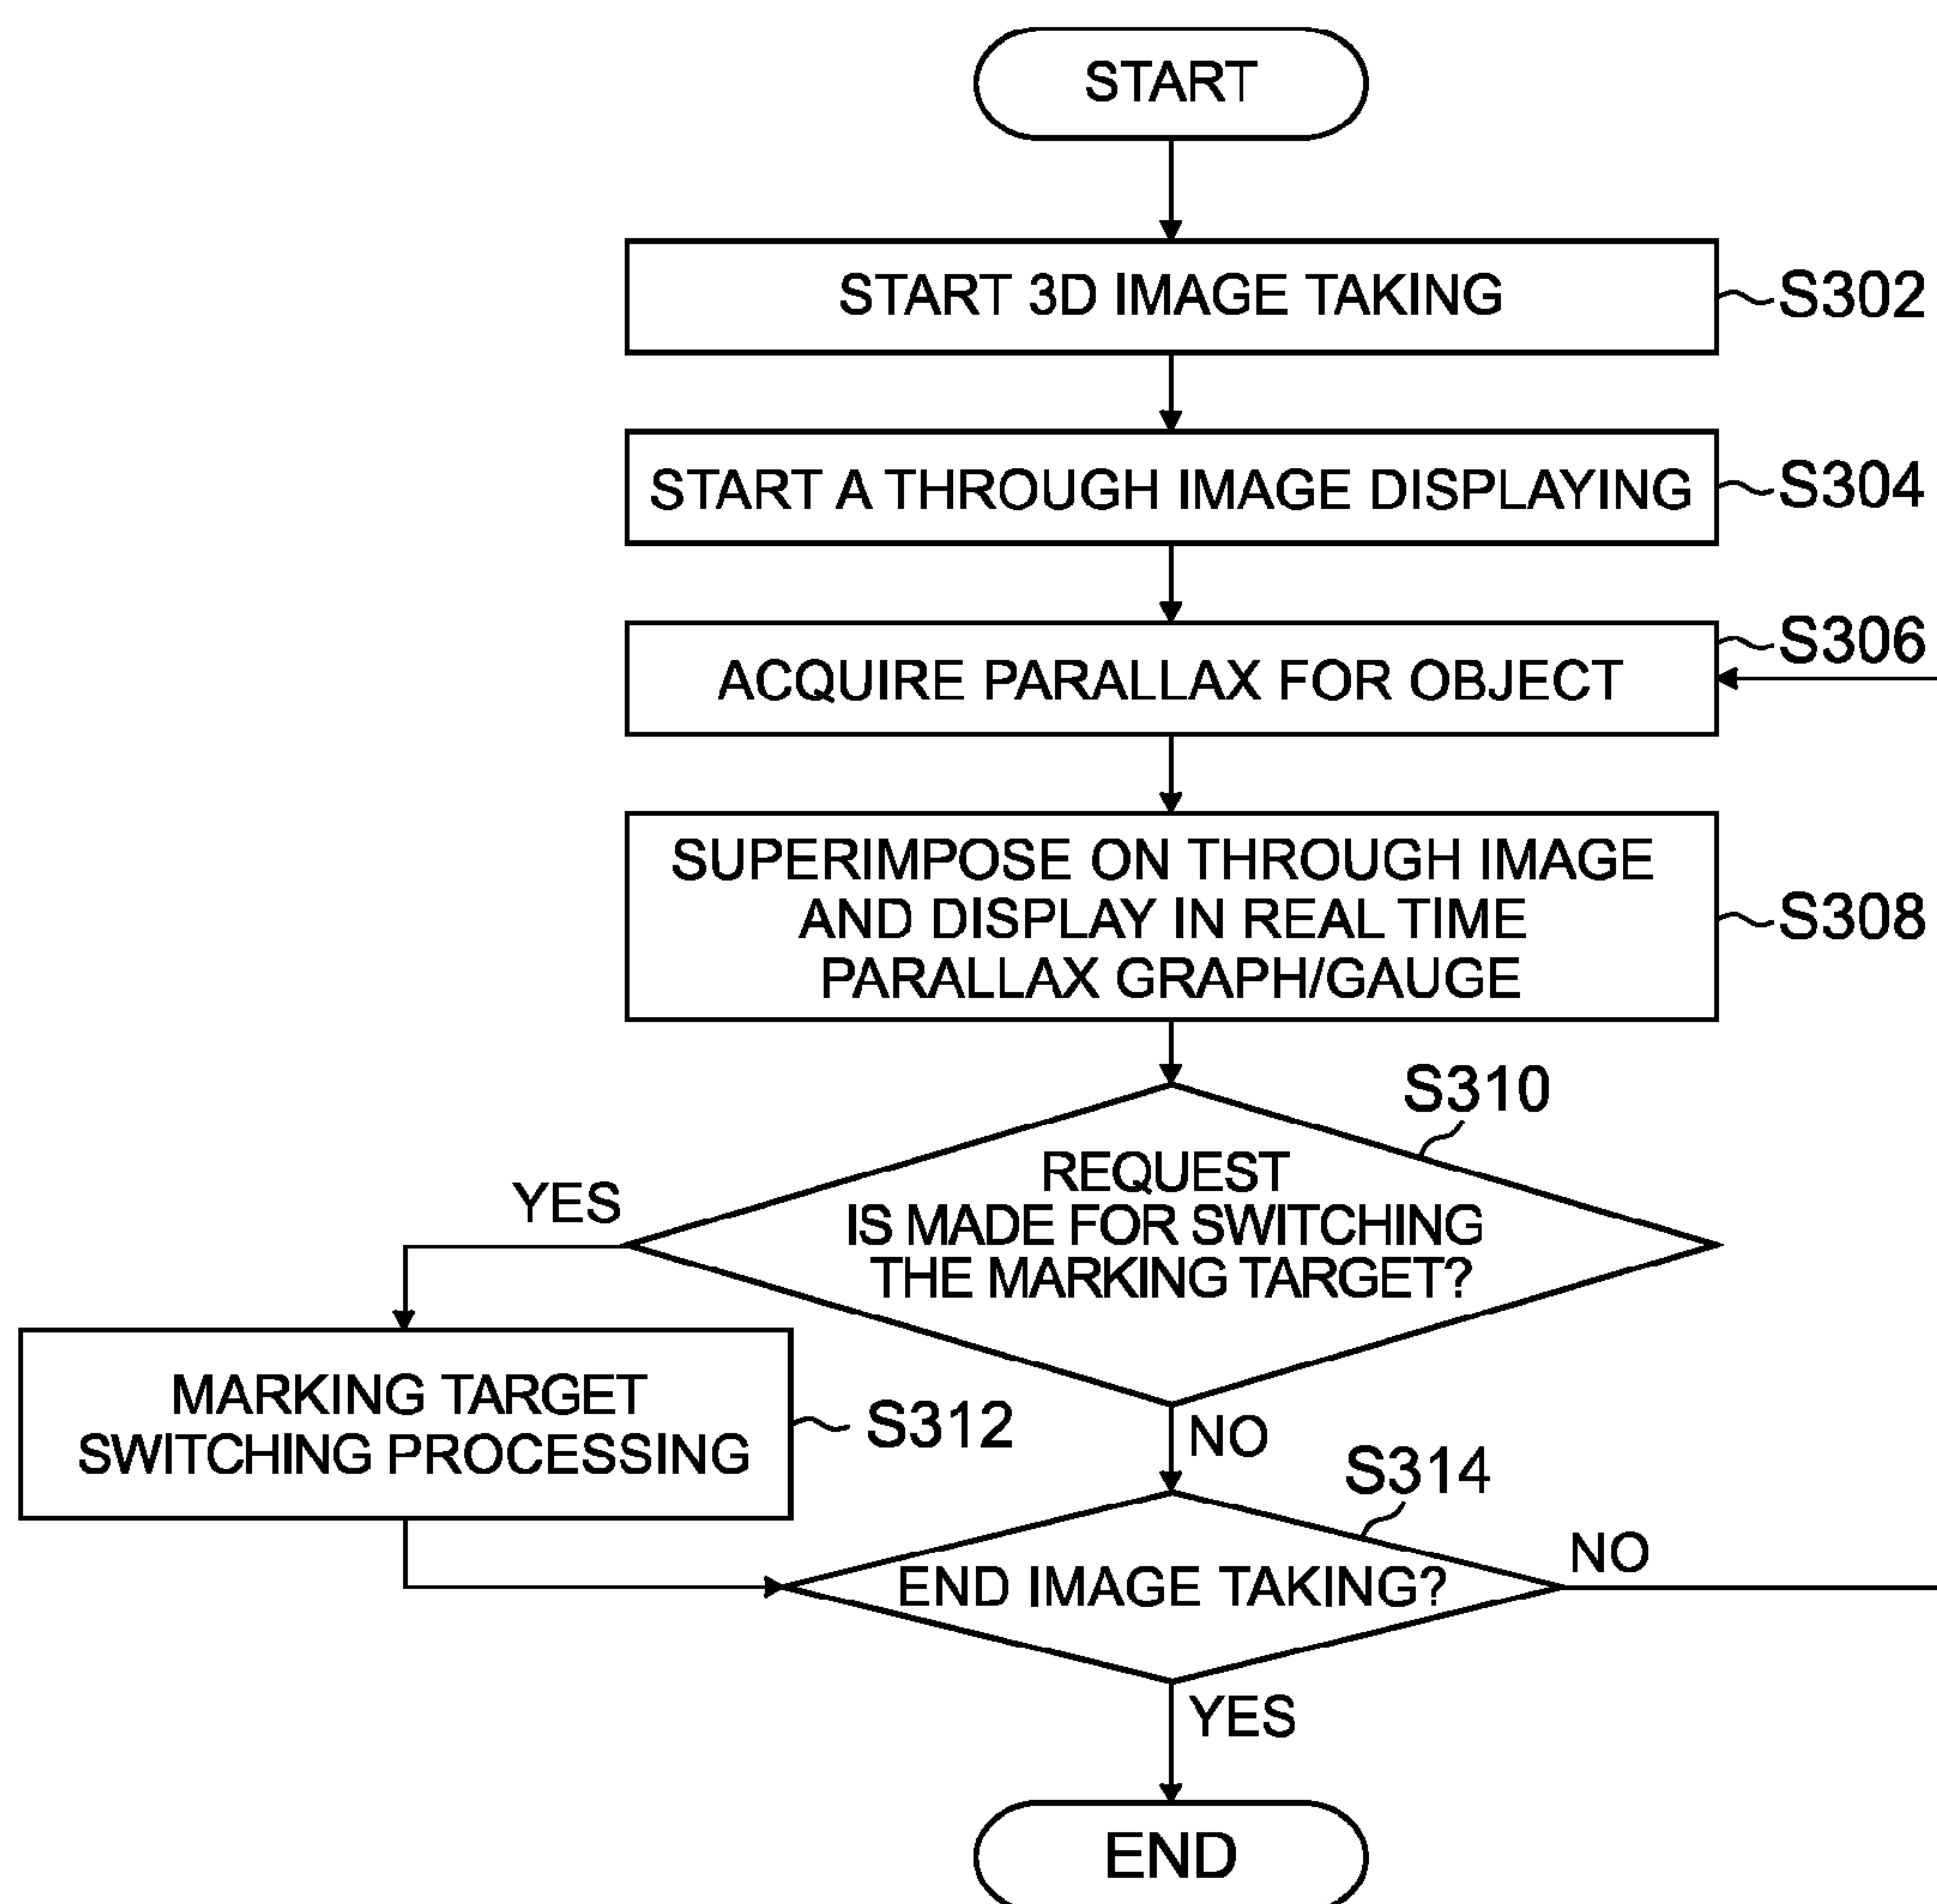 START
START 3D IMAGE TAKING
S302
START A THROUGH IMAGE DISPLAYING
S304
ACQUIRE PARALLAX FOR OBJECT
S306
SUPERIMPOSE ON THROUGH IMAGE
AND DISPLAY IN REAL TIME
PARALLAX GRAPH/GAUGE
S308
S310
REQUEST
IS MADE FOR SWITCHING
THE MARKING TARGET?
YES
MARKING TARGET
SWITCHING PROCESSING
S312
NO
S314
END IMAGE TAKING?
NO
YES
END